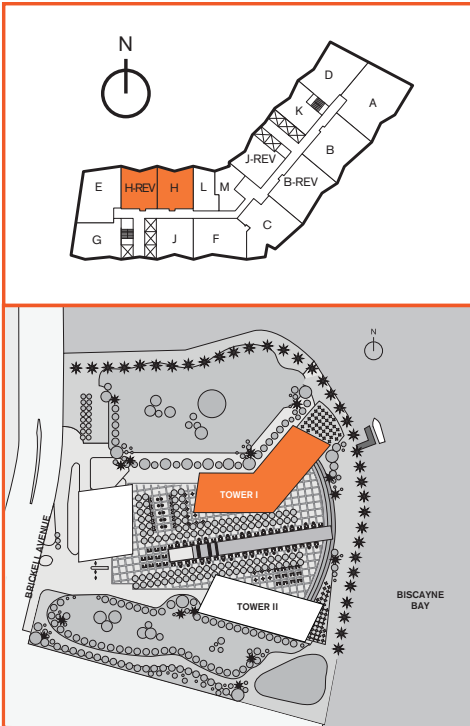 N
D
A
K
B
J-REV
B-REV
E
H-REV
H
L
M
G
J
F
C
N
TOWER I
BRICKELL AVENUE
TOWER II
BISCAYNE
BAY